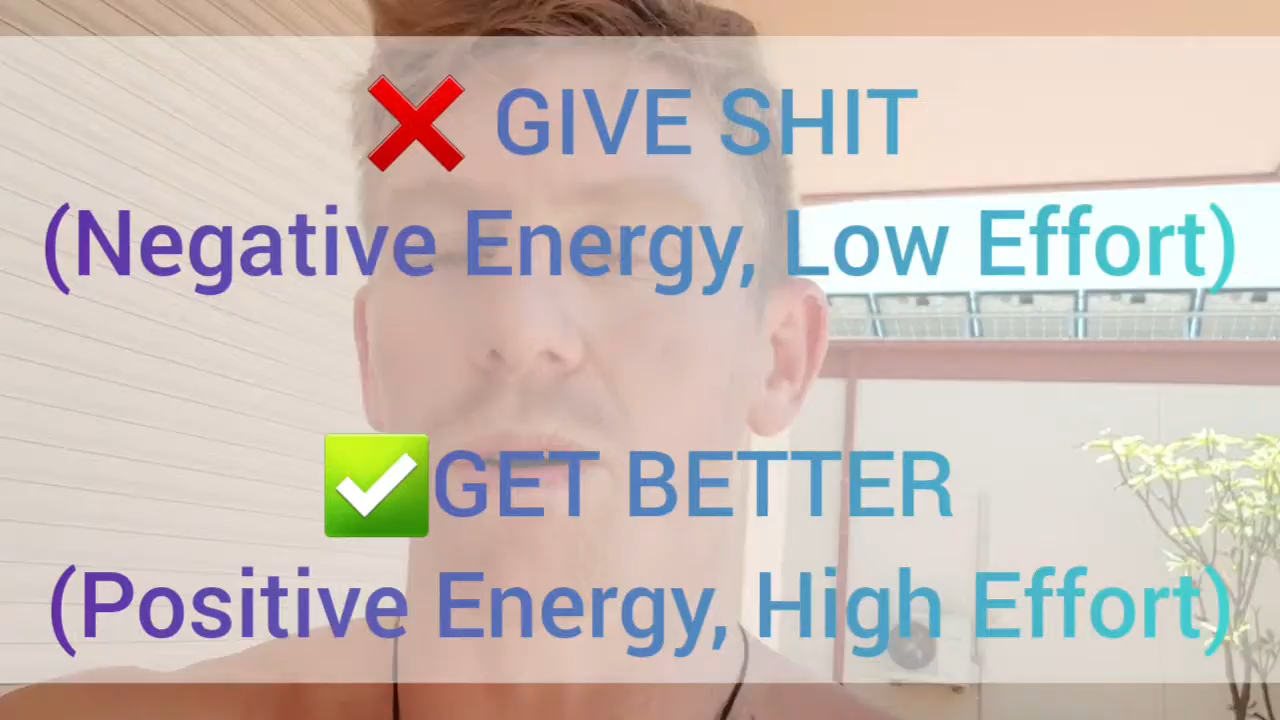 ❌ GIVE SHIT
(Negative Energy, Low Effort)
✅GET BETTER
(Positive Energy, High Effort)